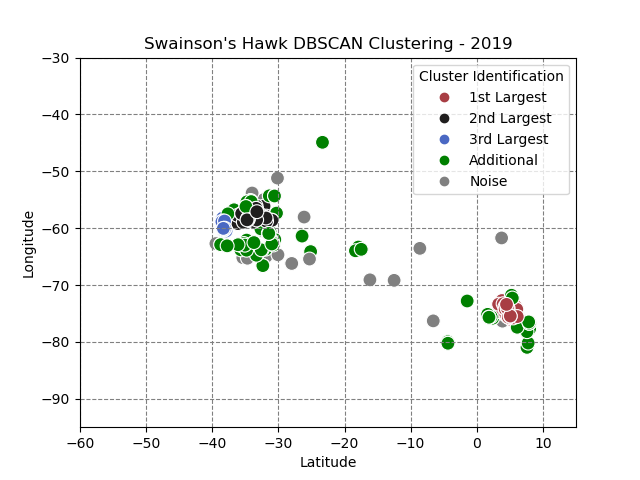 Swainson's Hawk DBSCAN Clustering - 2019
Cluster Identification
1st Largest
2nd Largest
3rd Largest
Additional
Noise
−30
−40
−50
−60
−70
−80
−90
Longitude
−60 −50 −40 −30 −20 −10 0 10
Latitude